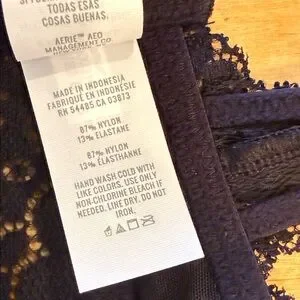 TODAS ESAS
COSAS BUENAS.
AERIE™ AEO
MANAGEMENT CO.
MADE IN INDONESIA
FABRIQUÉ EN INDONÉSIE
RN 54485 CA 03873
87% NYLON
13% ELASTANE
87% NYLON
13% ÉLASTHANNE
HAND WASH COLD WITH
LIKE COLORS. USE ONLY
NON-CHLORINE BLEACH IF
NEEDED. LINE DRY. DO NOT
IRON.